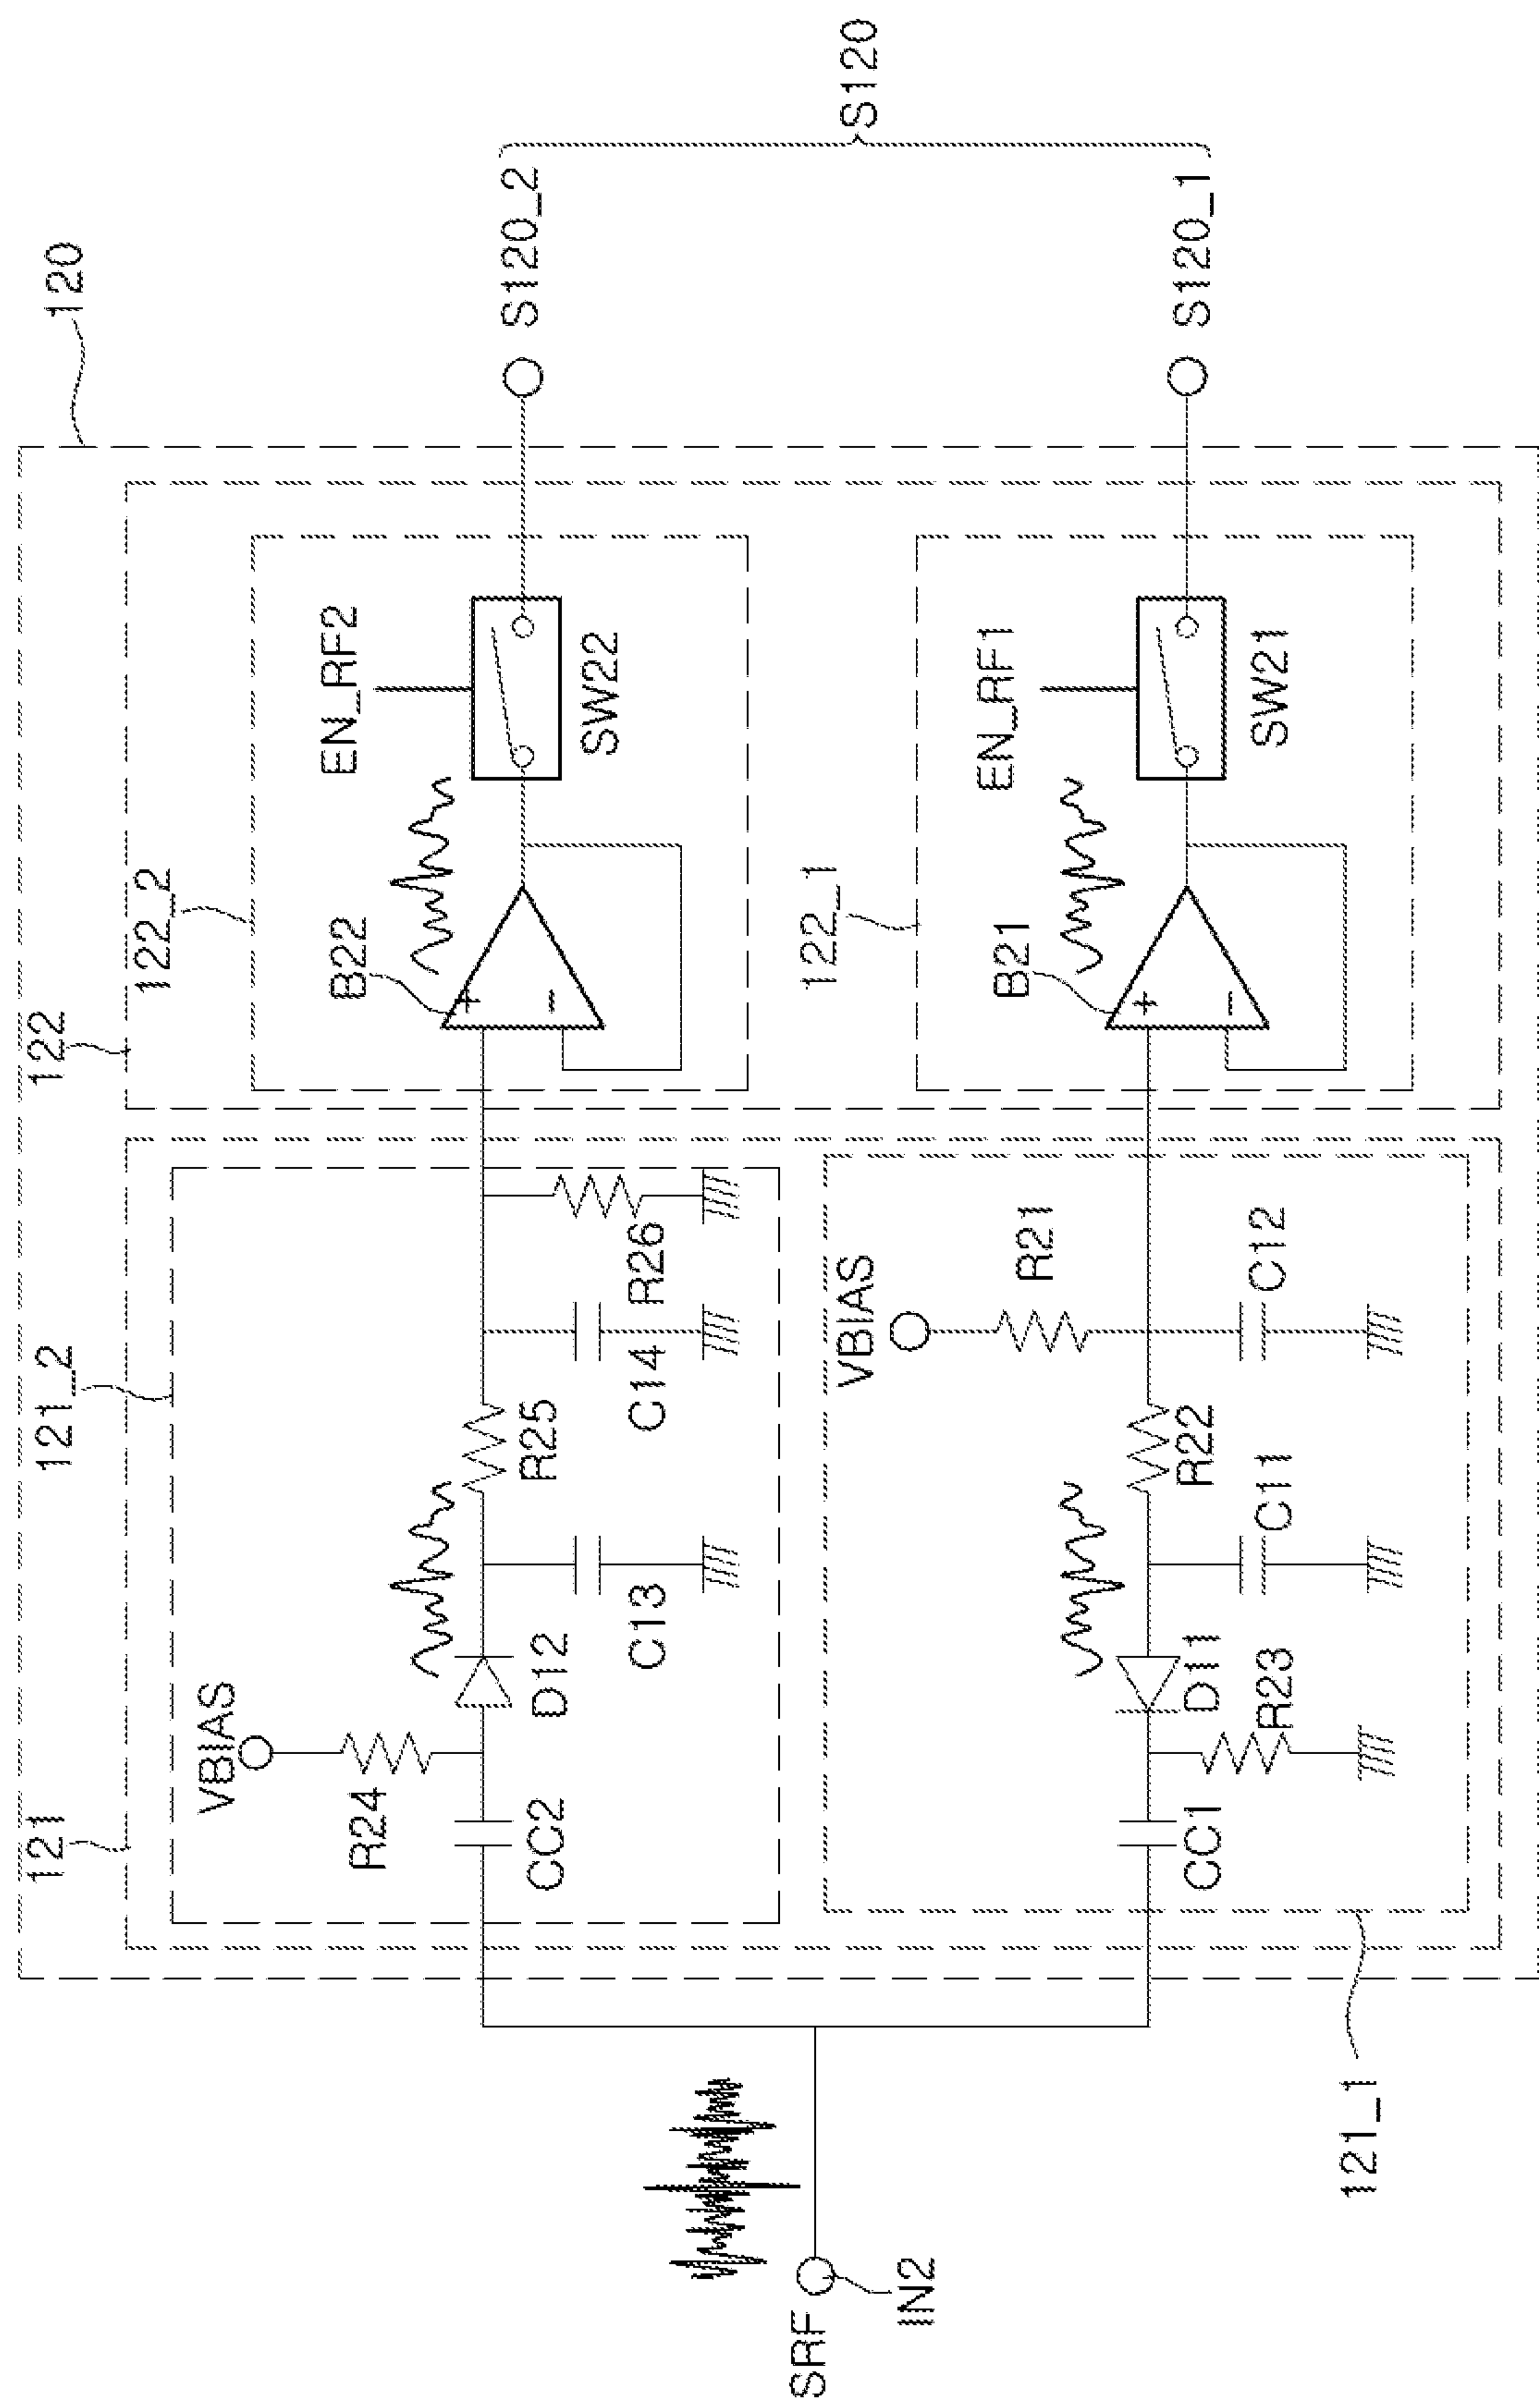 120
122
122_2
EN_RF2
B22
SW22
S120_2
S120
121
121_2
VBIAS
R24
CC2
D12
C13
R25
C14
R26
122_1
EN_RF1
B21
SW21
S120_1
VBIAS
R21
C12
R22
C11
D11
R23
CC1
121_1
SRF
IN2
+
−
+
−